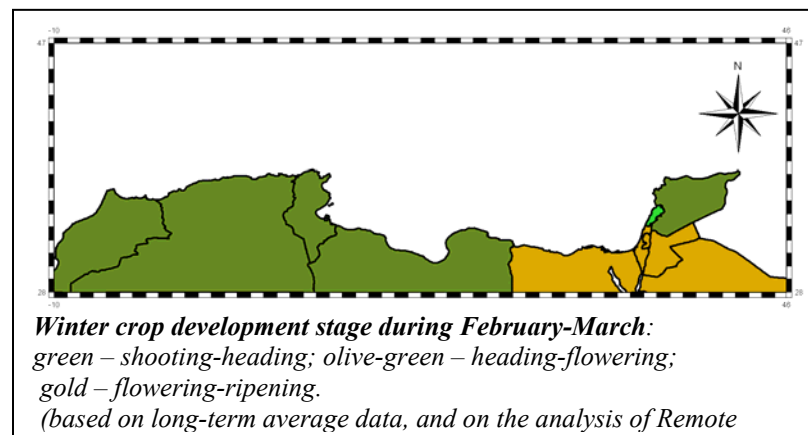 -10 46
47 47
N
28 28
-10 46
Winter crop development stage during February-March:
green – shooting-heading; olive-green – heading-flowering;
gold – flowering-ripening.
(based on long-term average data, and on the analysis of Remote